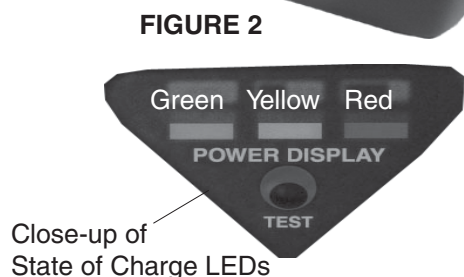 FIGURE 2
Green Yellow Red
POWER DISPLAY
TEST
Close-up of
State of Charge LEDs